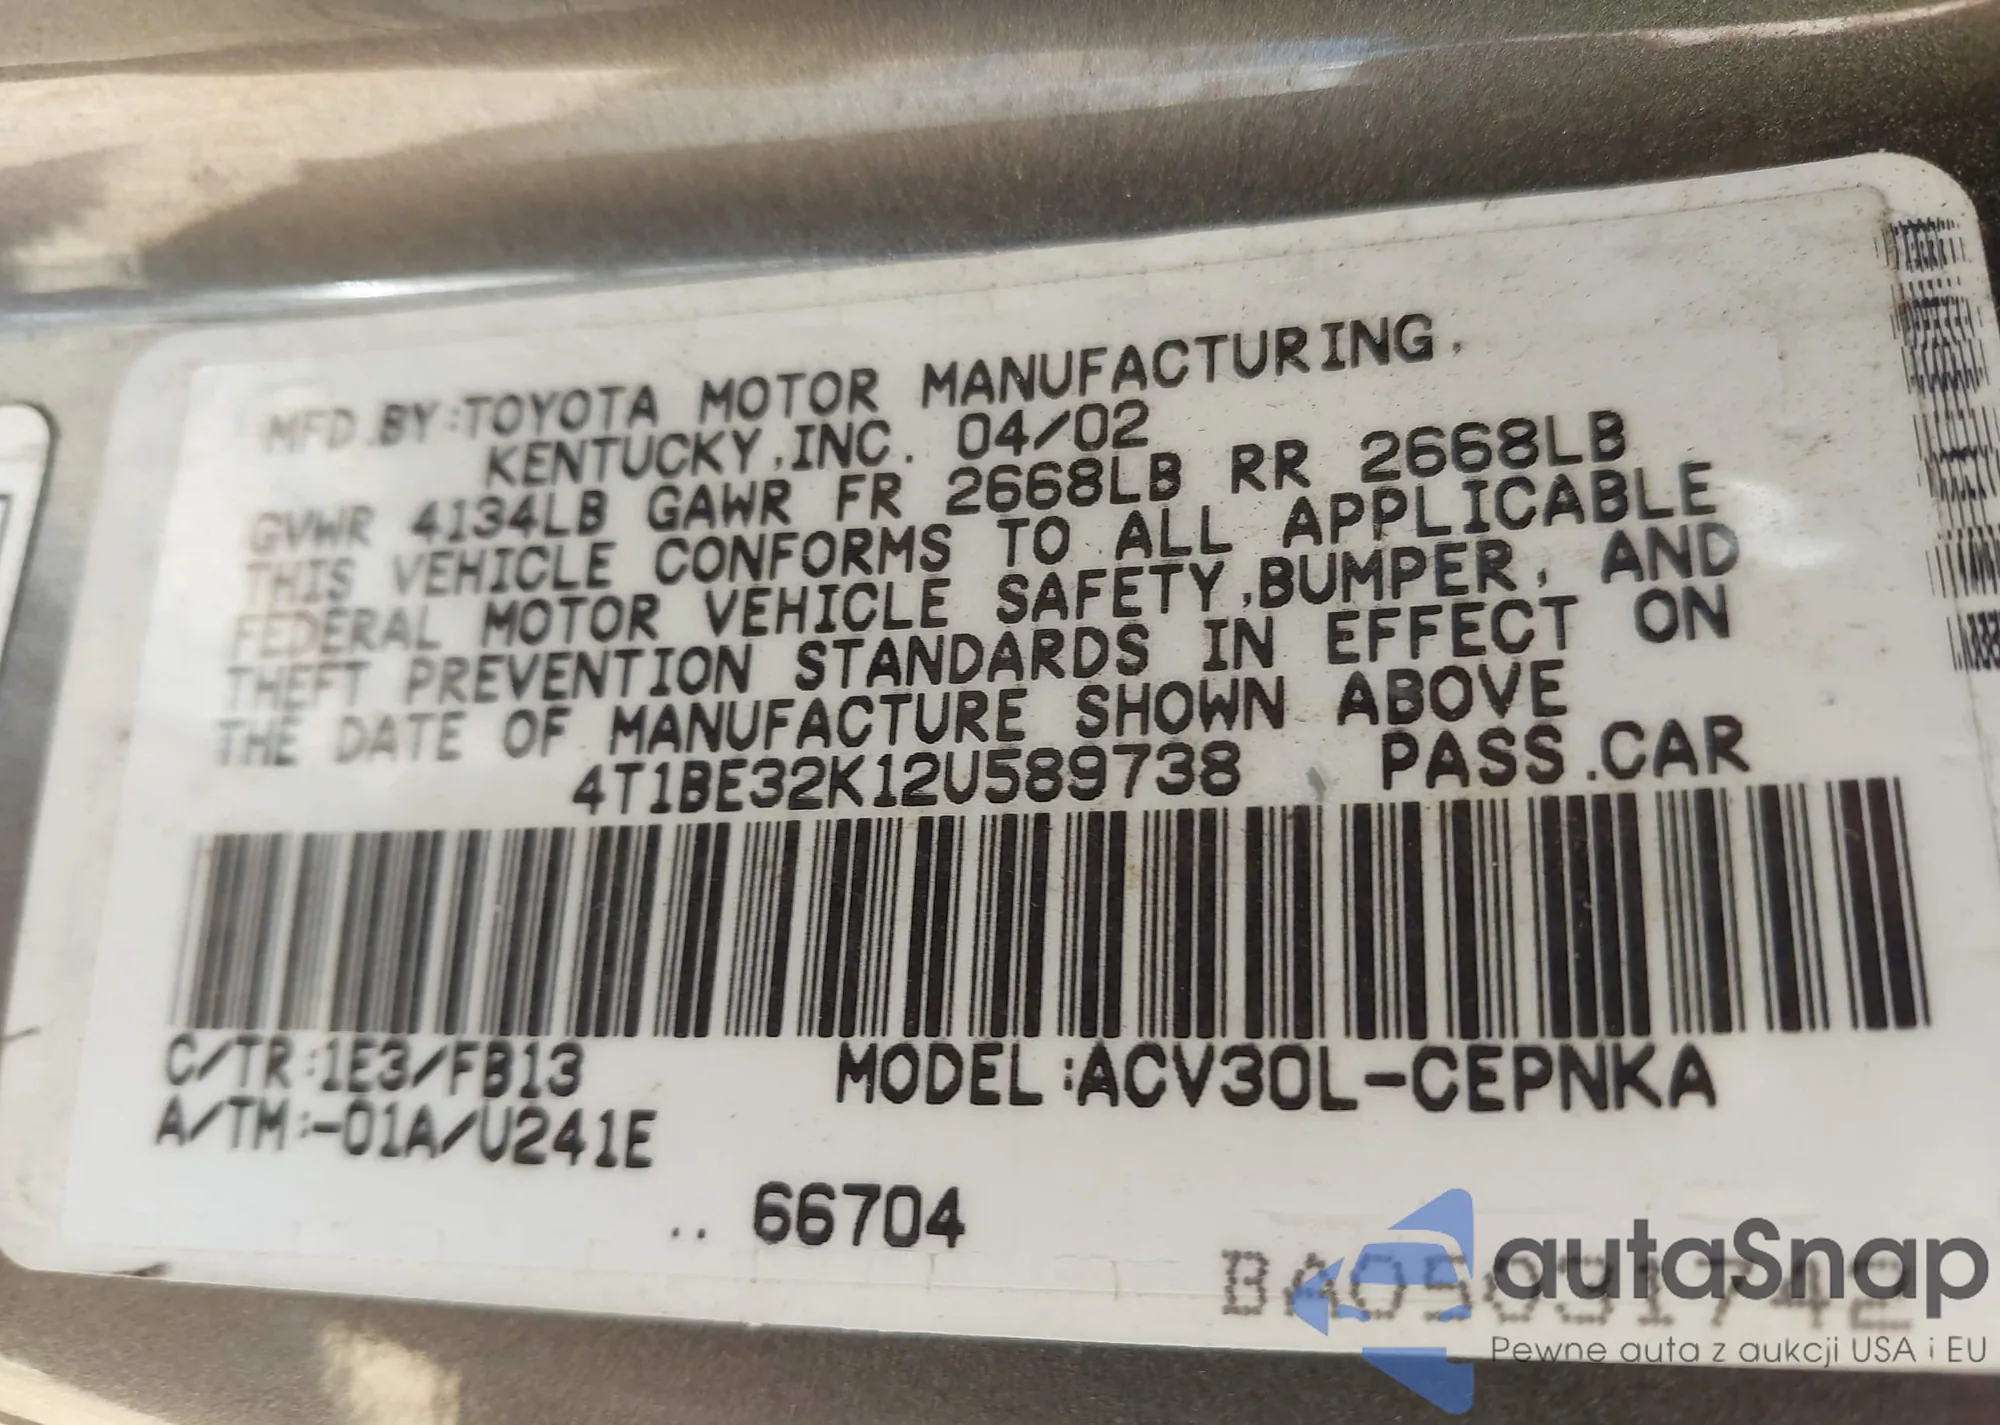 MFD.BY:TOYOTA MOTOR MANUFACTURING,
KENTUCKY,INC. 04/02
GVWR 4134LB GAWR FR 2668LB RR 2668LB
THIS VEHICLE CONFORMS TO ALL APPLICABLE
FEDERAL MOTOR VEHICLE SAFETY,BUMPER, AND
THEFT PREVENTION STANDARDS IN EFFECT ON
THE DATE OF MANUFACTURE SHOWN ABOVE
4T1BE32K12U589738 PASS.CAR
C/TR:1E3/FB13 MODEL:ACV30L-CEPNKA
A/TM:-01A/U241E
.. 66704
BA05031742
autaSnap
Pewne auta z aukcji USA i EU